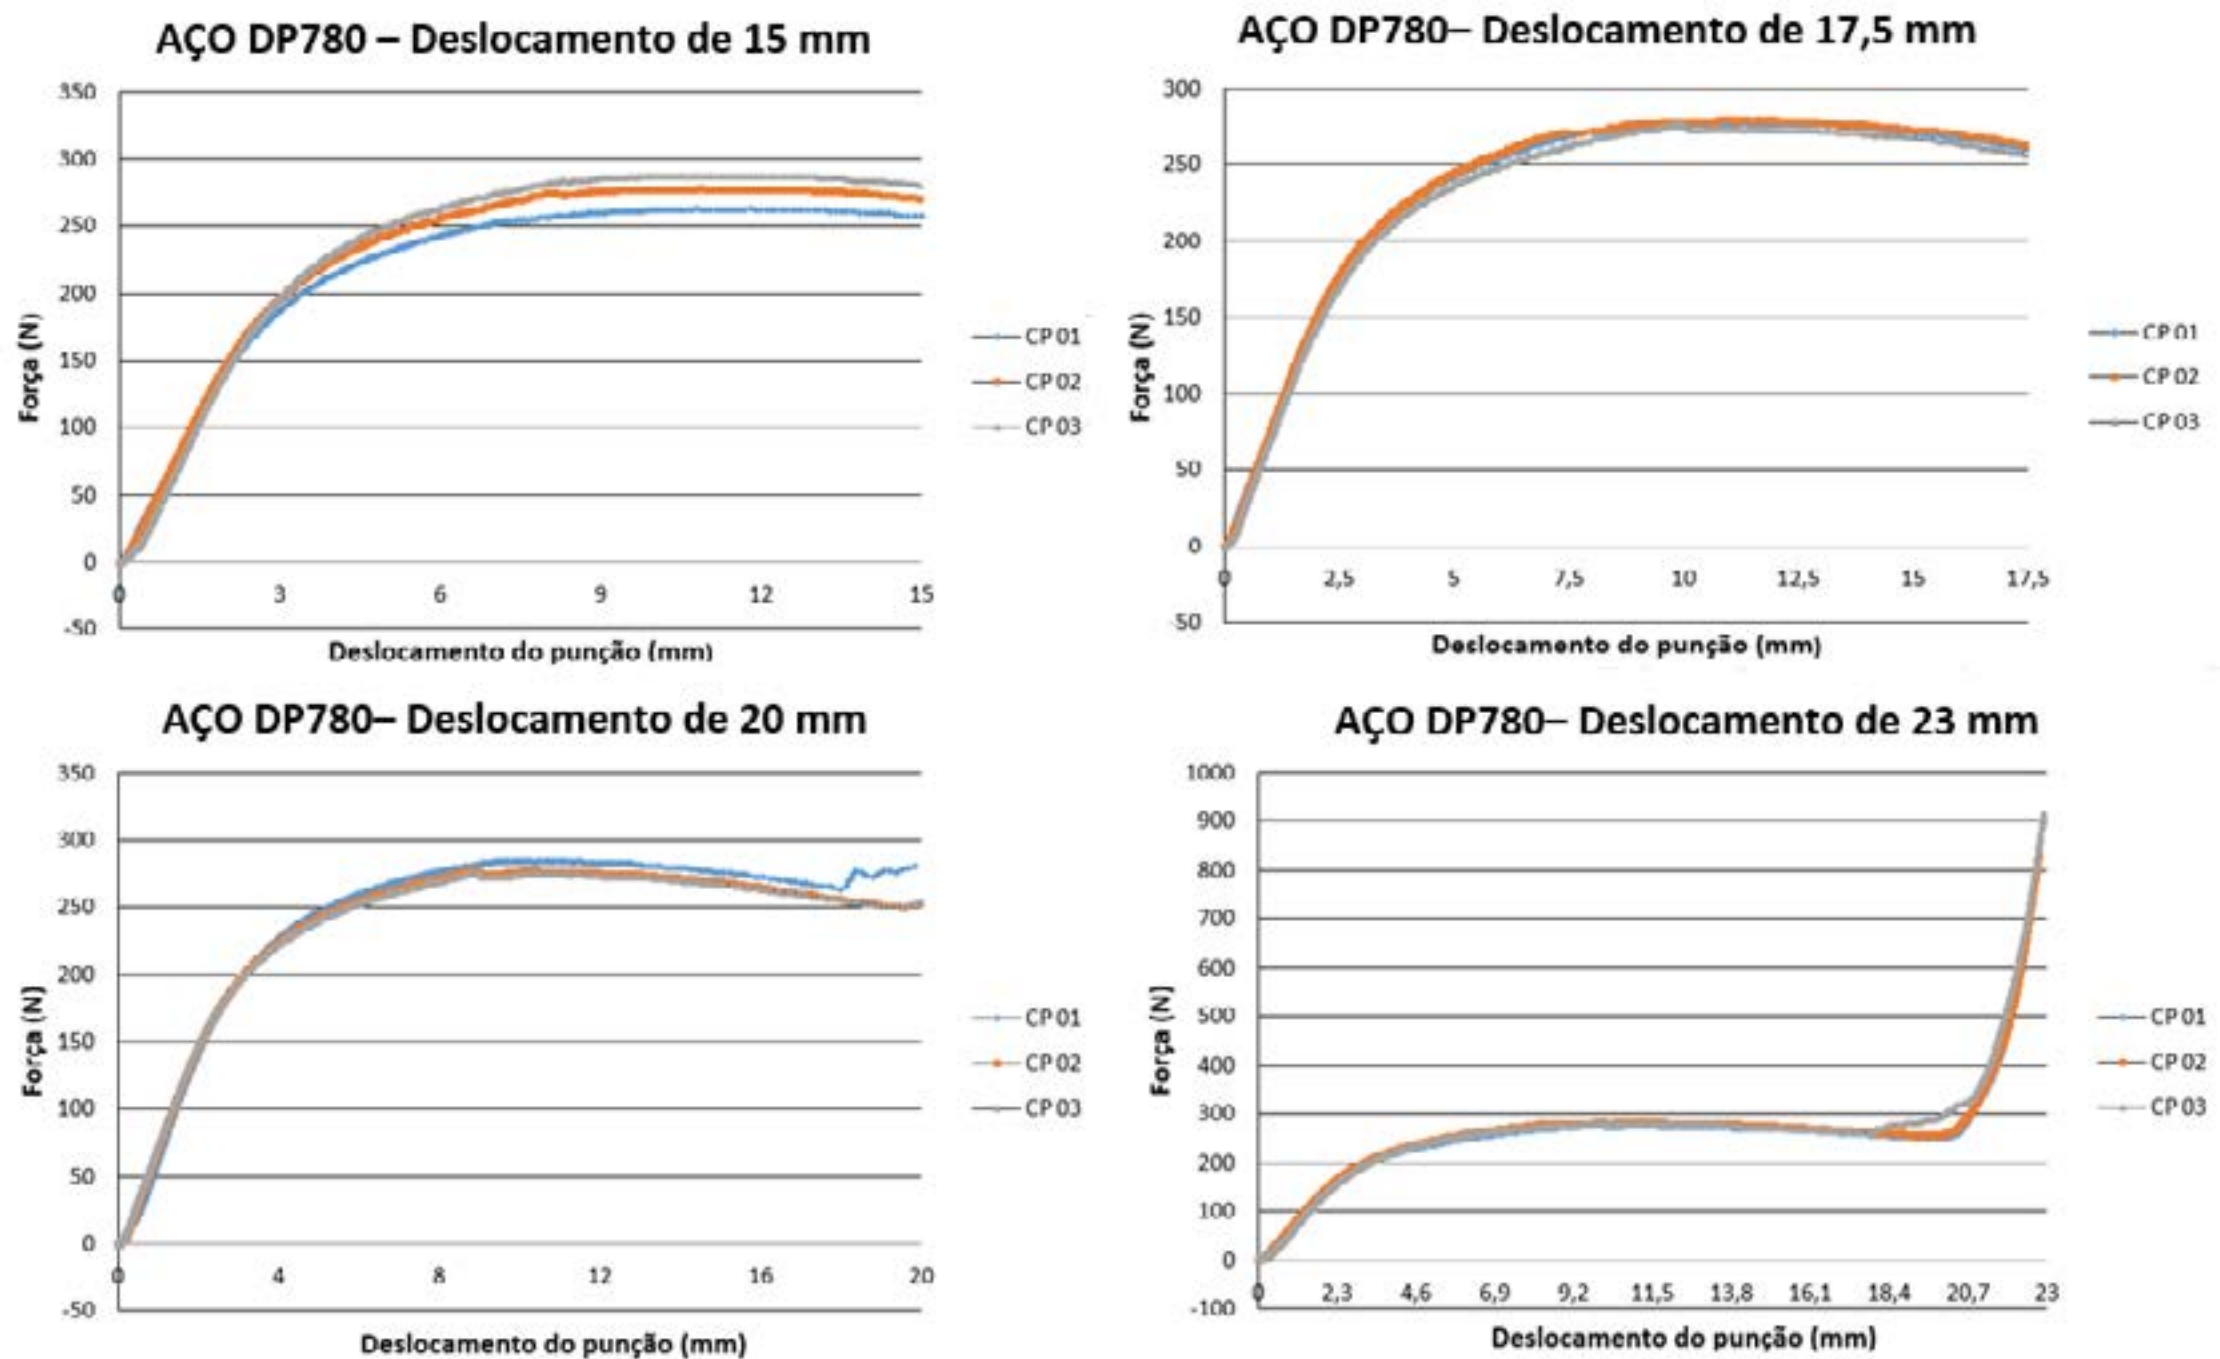 AÇO DP780 – Deslocamento de 15 mm
350
300
250
200
150
100
50
0
-50
0 3 6 9 12 15
Força (N)
Deslocamento do punção (mm)
CP 01
CP 02
CP 03
AÇO DP780– Deslocamento de 17,5 mm
300
250
200
150
100
50
0
50
0 2,5 5 7,5 10 12,5 15 17,5
Força (N)
Deslocamento do punção (mm)
CP 01
CP 02
CP 03
AÇO DP780– Deslocamento de 20 mm
350
300
250
200
150
100
50
0
-50
0 4 8 12 16 20
Força (N)
Deslocamento do punção (mm)
CP 01
CP 02
CP 03
AÇO DP780– Deslocamento de 23 mm
1000
900
800
700
600
500
400
300
200
100
0
-100
0 2,3 4,6 6,9 9,2 11,5 13,8 16,1 18,4 20,7 23
Força (N)
Deslocamento do punção (mm)
CP 01
CP 02
CP 03